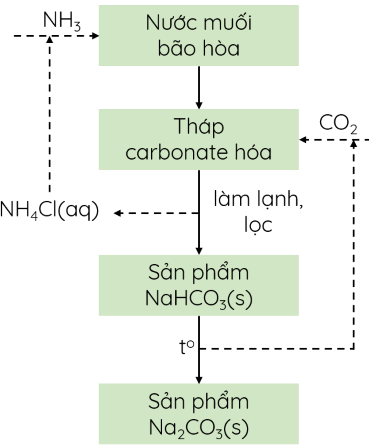 NH₃
Nước muối
bão hòa
Tháp
carbonate hóa
CO₂
NH₄Cl(aq)
làm lạnh,
lọc
Sản phẩm
NaHCO₃(s)
tº
Sản phẩm
Na₂CO₃(s)